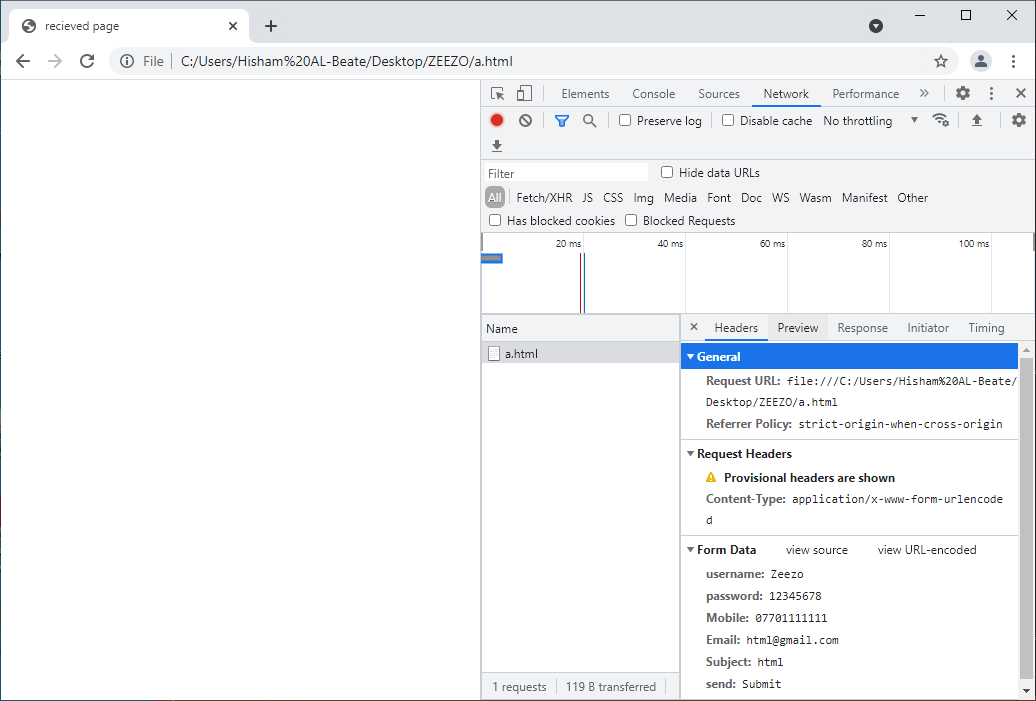 recieved page
File C:/Users/Hisham%20AL-Beate/Desktop/ZEEZO/a.html
Elements Console Sources Network Performance
Preserve log Disable cache No throttling
Filter Hide data URLs
All Fetch/XHR JS CSS Img Media Font Doc WS Wasm Manifest Other
Has blocked cookies Blocked Requests
20 ms 40 ms 60 ms 80 ms 100 ms
Name
a.html
1 requests 119 B transferred
Headers Preview Response Initiator Timing
General
Request URL: file:///C:/Users/Hisham%20AL-Beate/
Desktop/ZEEZO/a.html
Referrer Policy: strict-origin-when-cross-origin
Request Headers
Provisional headers are shown
Content-Type: application/x-www-form-urlencode
d
Form Data view source view URL-encoded
username: Zeezo
password: 12345678
Mobile: 07701111111
Email: html@gmail.com
Subject: html
send: Submit